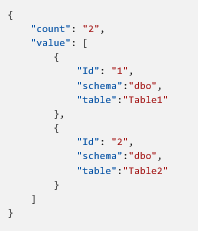 {
    "count": "2",
    "value": [
        {
            "Id": "1",
            "schema":"dbo",
            "table":"Table1"
        },
        {
            "Id": "2",
            "schema":"dbo",
            "table":"Table2"
        }
    ]
}